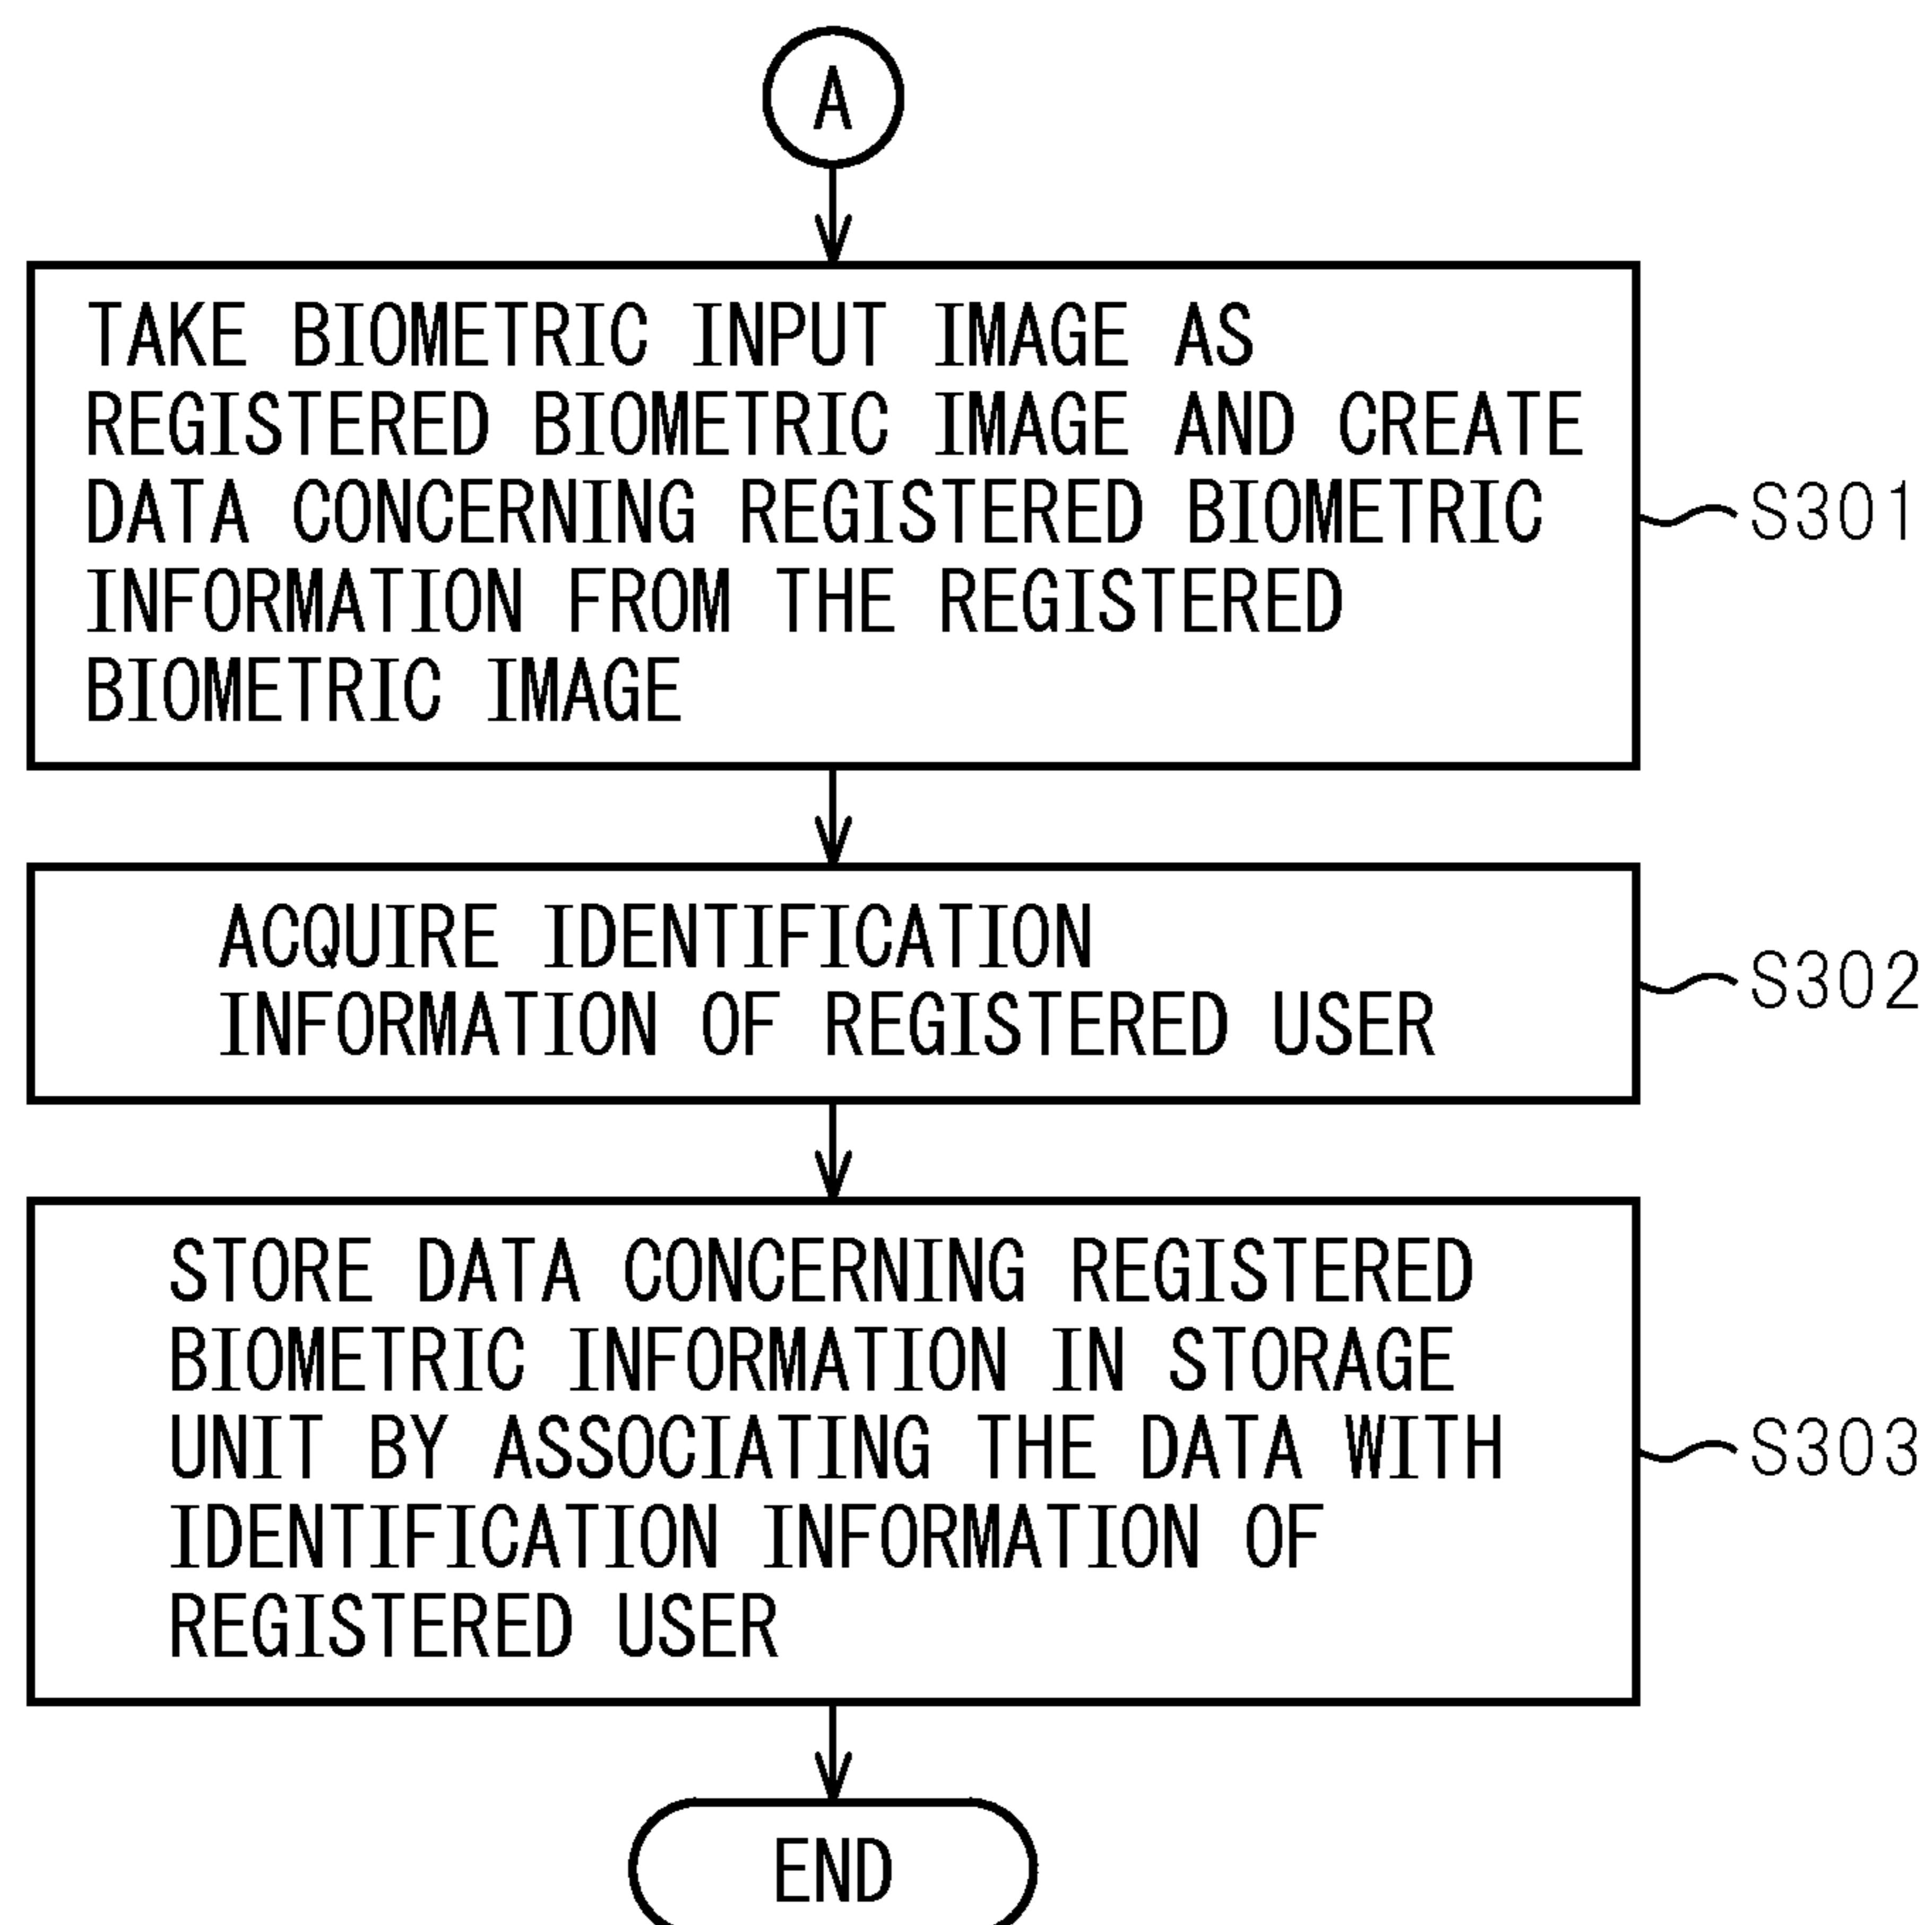 A
TAKE BIOMETRIC INPUT IMAGE AS
REGISTERED BIOMETRIC IMAGE AND CREATE
DATA CONCERNING REGISTERED BIOMETRIC
INFORMATION FROM THE REGISTERED
BIOMETRIC IMAGE
S301
ACQUIRE IDENTIFICATION
INFORMATION OF REGISTERED USER
S302
STORE DATA CONCERNING REGISTERED
BIOMETRIC INFORMATION IN STORAGE
UNIT BY ASSOCIATING THE DATA WITH
IDENTIFICATION INFORMATION OF
REGISTERED USER
S303
END